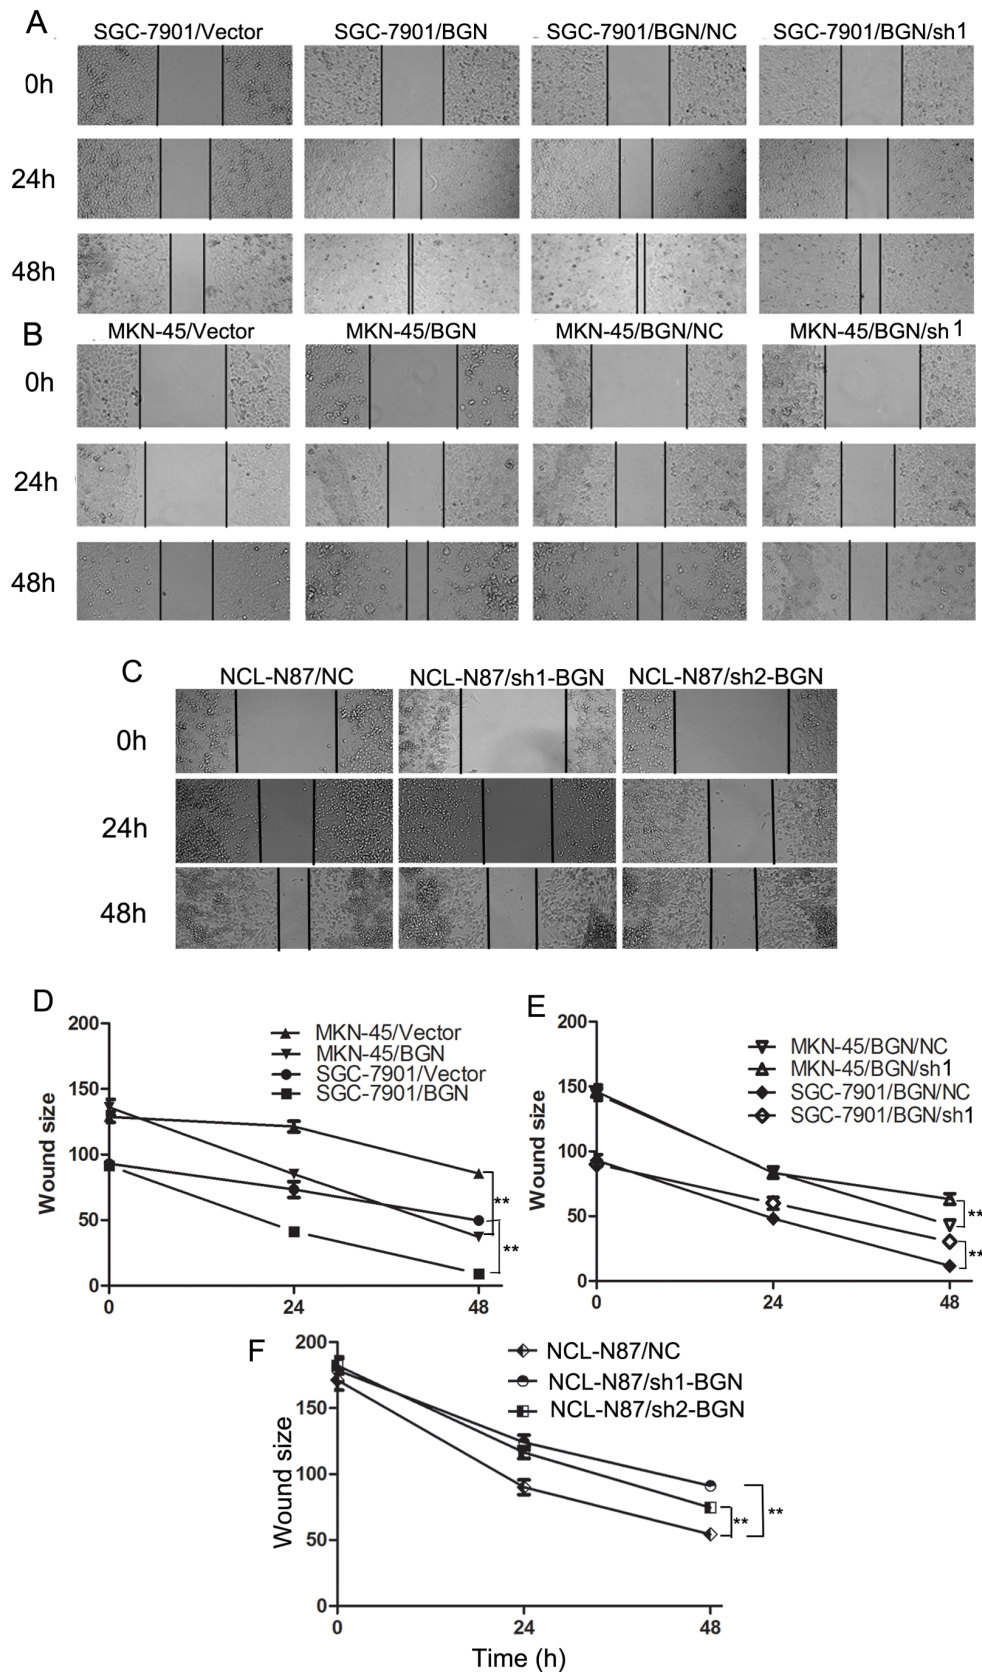 A
SGC-7901/Vector SGC-7901/BGN SGC-7901/BGN/NC SGC-7901/BGN/sh1
0h
24h
48h
B
MKN-45/Vector MKN-45/BGN MKN-45/BGN/NC MKN-45/BGN/sh1
0h
24h
48h
C
NCL-N87/NC NCL-N87/sh1-BGN NCL-N87/sh2-BGN
0h
24h
48h
D
Wound size
200
150
100
50
0
0 24 48
MKN-45/Vector
MKN-45/BGN
SGC-7901/Vector
SGC-7901/BGN
**
**
E
Wound size
200
150
100
50
0
0 24 48
MKN-45/BGN/NC
MKN-45/BGN/sh1
SGC-7901/BGN/NC
SGC-7901/BGN/sh1
**
**
F
Wound size
200
150
100
50
0
0 24 48
NCL-N87/NC
NCL-N87/sh1-BGN
NCL-N87/sh2-BGN
**
**
Time (h)